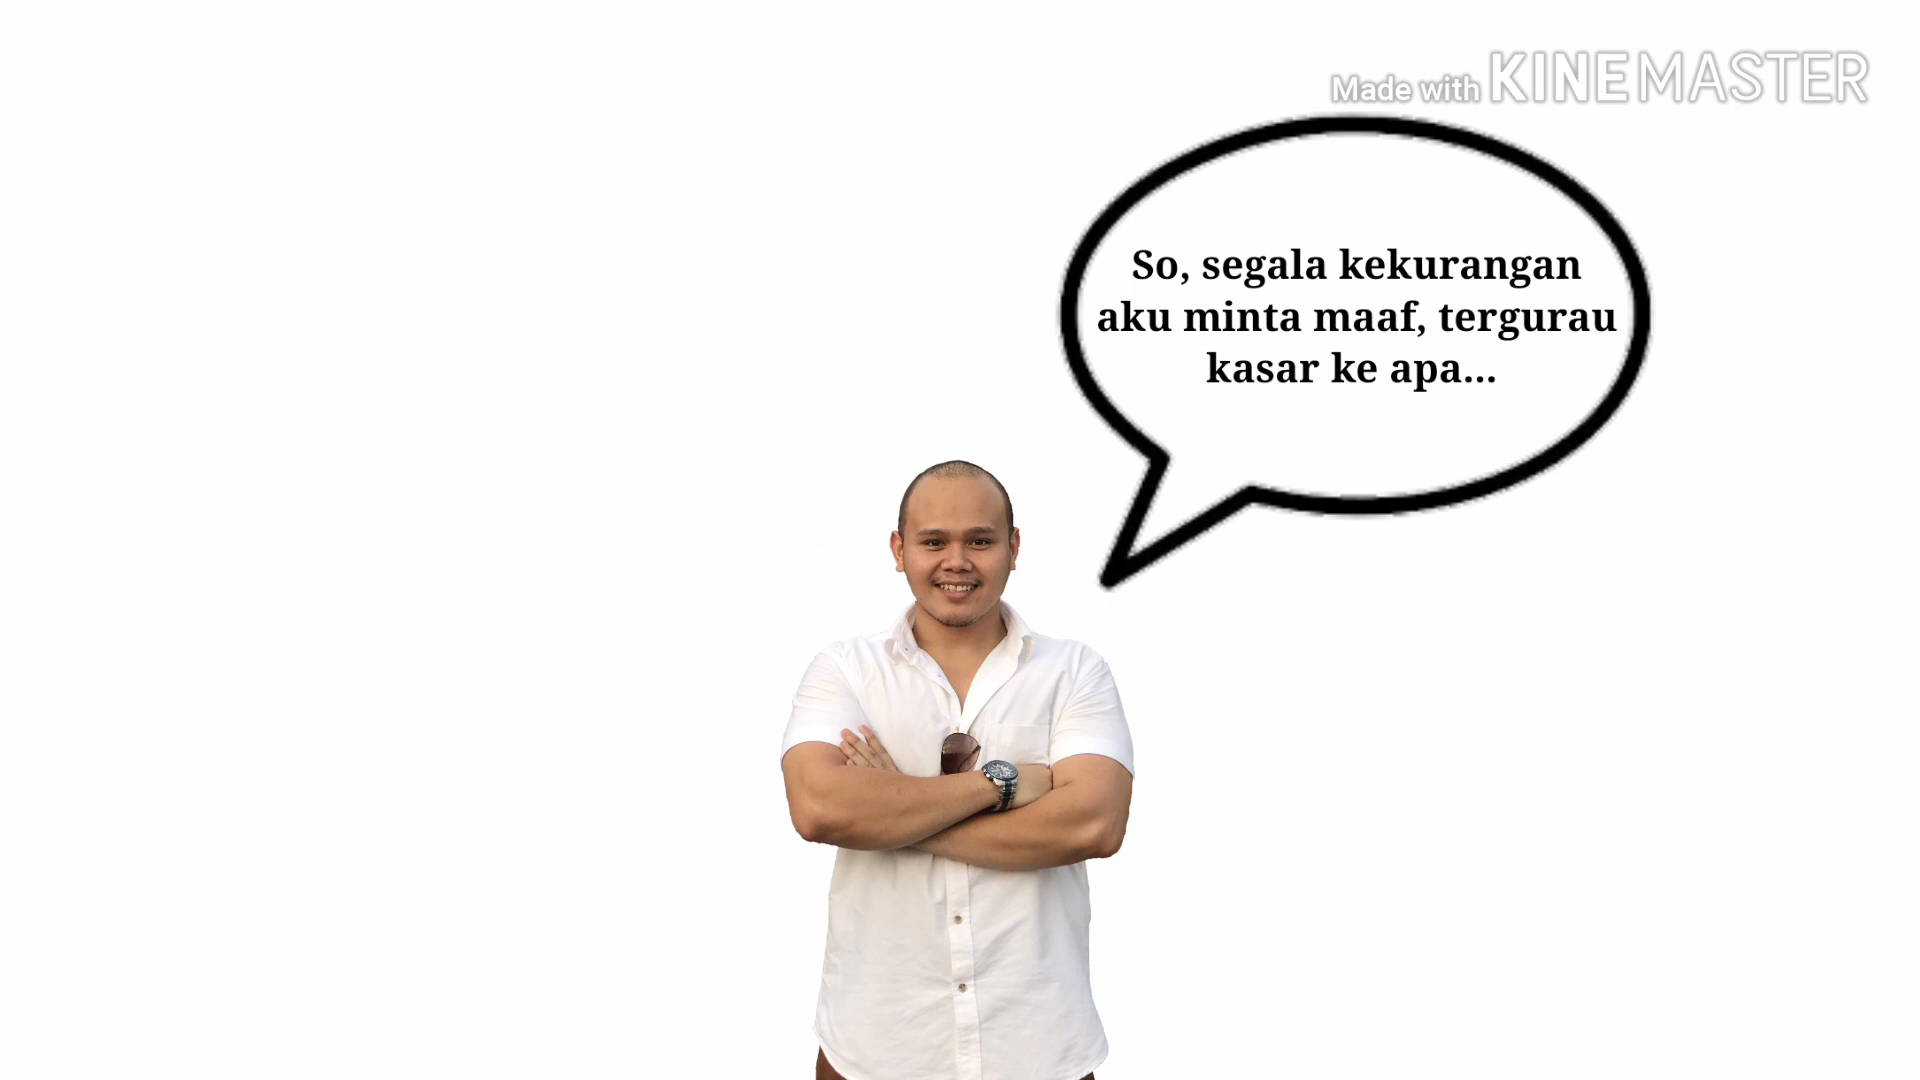 Made with KINEMASTER
So, segala kekurangan
aku minta maaf, tergurau
kasar ke apa...